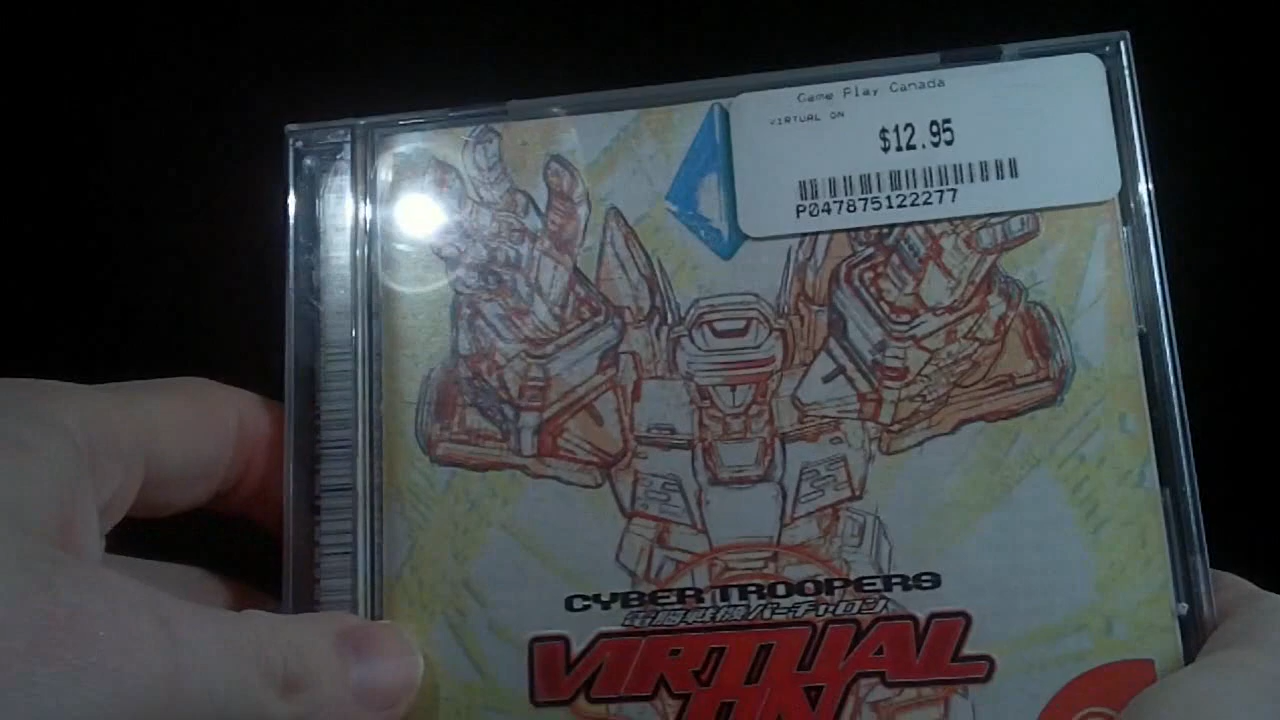 Game Play Canada
VIRTUAL ON
$12.95
P047875122277
CYBER TROOPERS
電脳戦機バーチャロン
VIRTUAL
ON